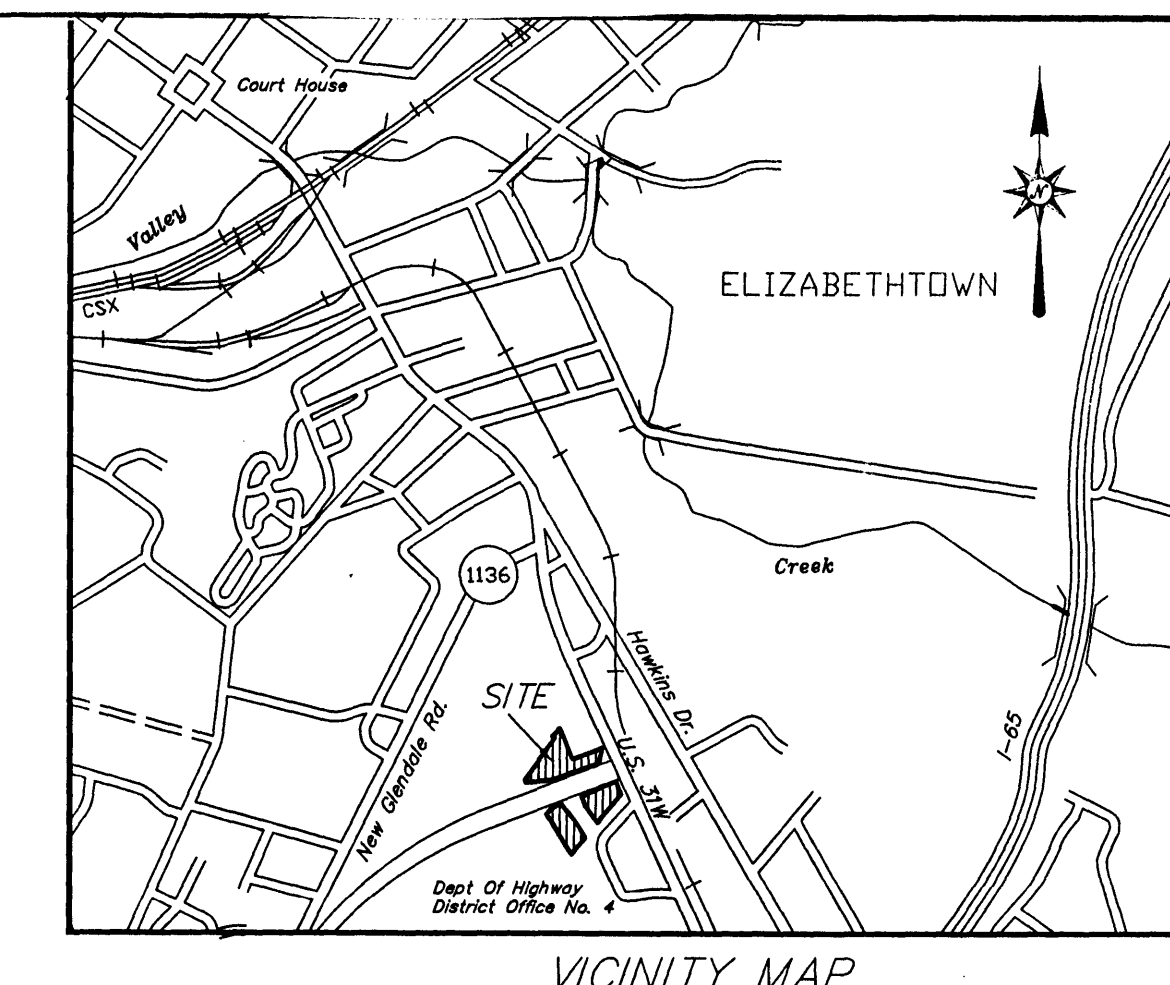 Court House
Valley
N
ELIZABETHTOWN
CSX
Creek
1136
Hawkins Dr.
SITE
New Glendale Rd.
U.S. 31W
I-65
Dept Of Highway
District Office No. 4
VICINITY MAP